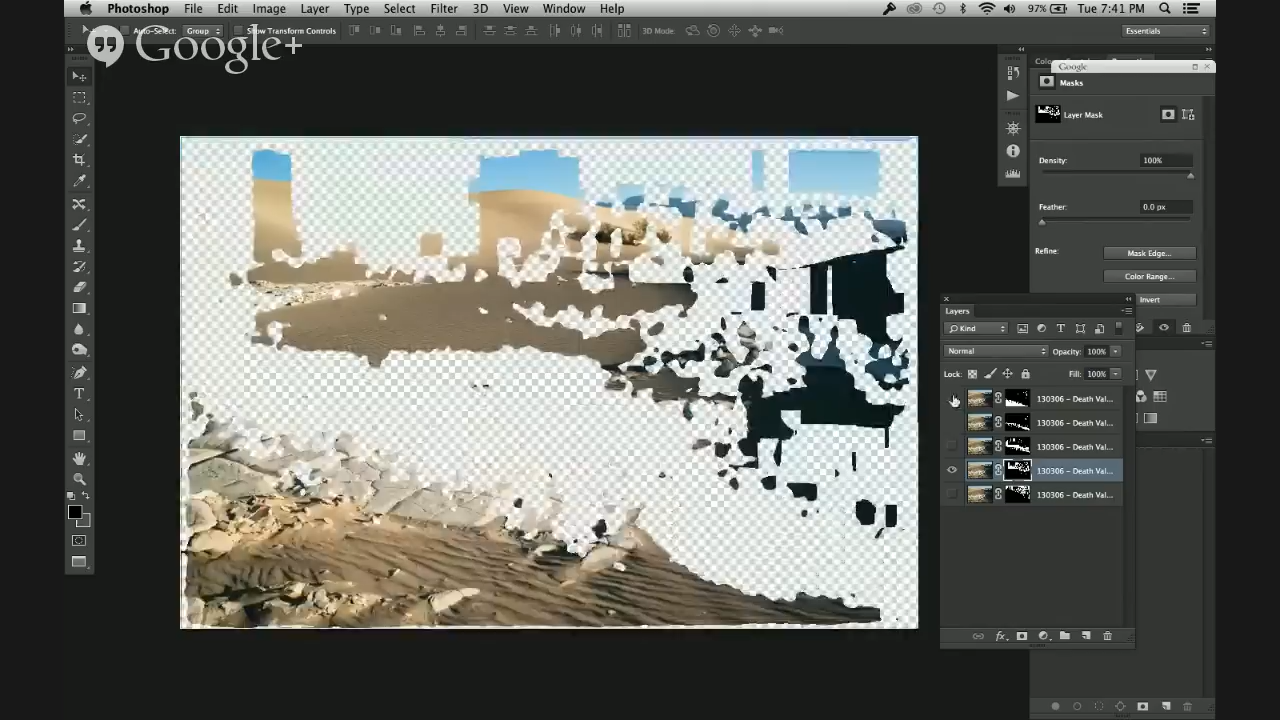 Photoshop File Edit Image Layer Type Select Filter 3D View Window Help 97% Tue 7:41 PM
Auto-Select: Group Show Transform Controls 3D Mode: Essentials
Google+
Google
Masks
Layer Mask
Density: 100%
Feather: 0.0 px
Refine: Mask Edge...
Color Range...
Invert
Layers
Kind
Normal Opacity: 100%
Lock: Fill: 100%
130306 - Death Val...
130306 - Death Val...
130306 - Death Val...
130306 - Death Val...
130306 - Death Val...
fx